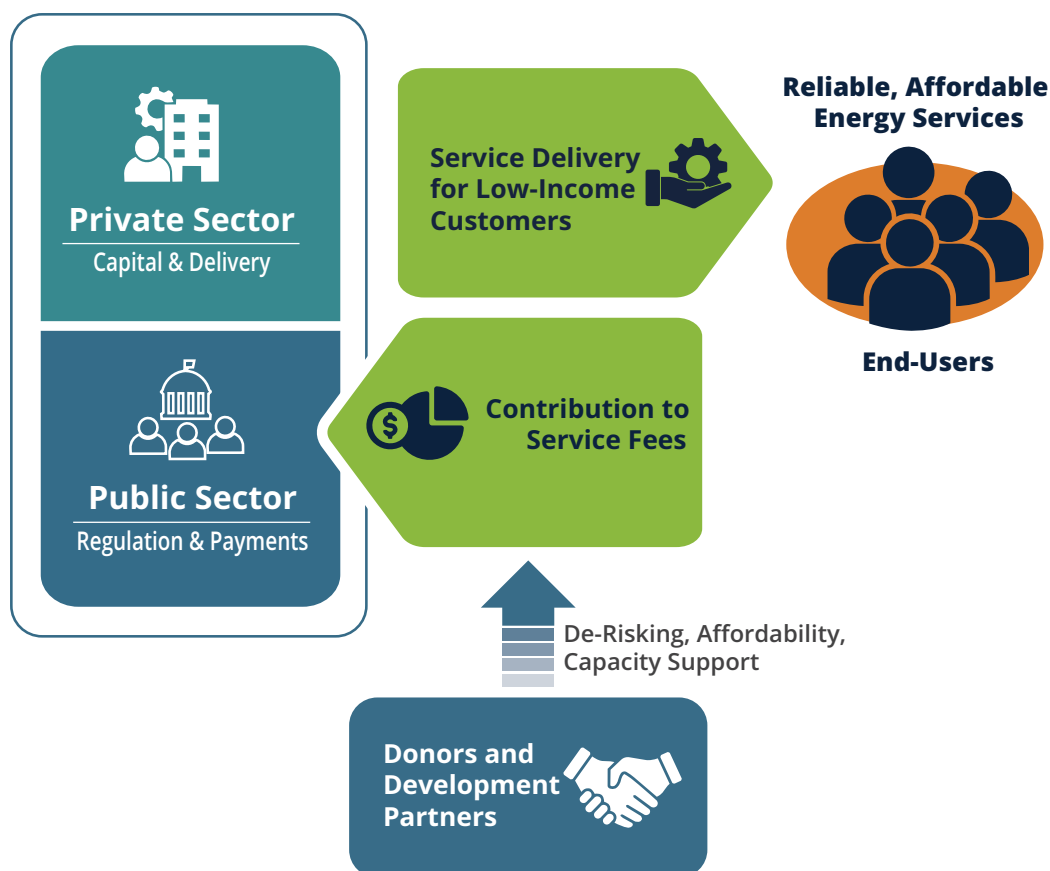 Private Sector
Capital & Delivery
Public Sector
Regulation & Payments
Service Delivery
for Low-Income
Customers
$
Contribution to
Service Fees
Reliable, Affordable
Energy Services
End-Users
De-Risking, Affordability,
Capacity Support
Donors and
Development
Partners